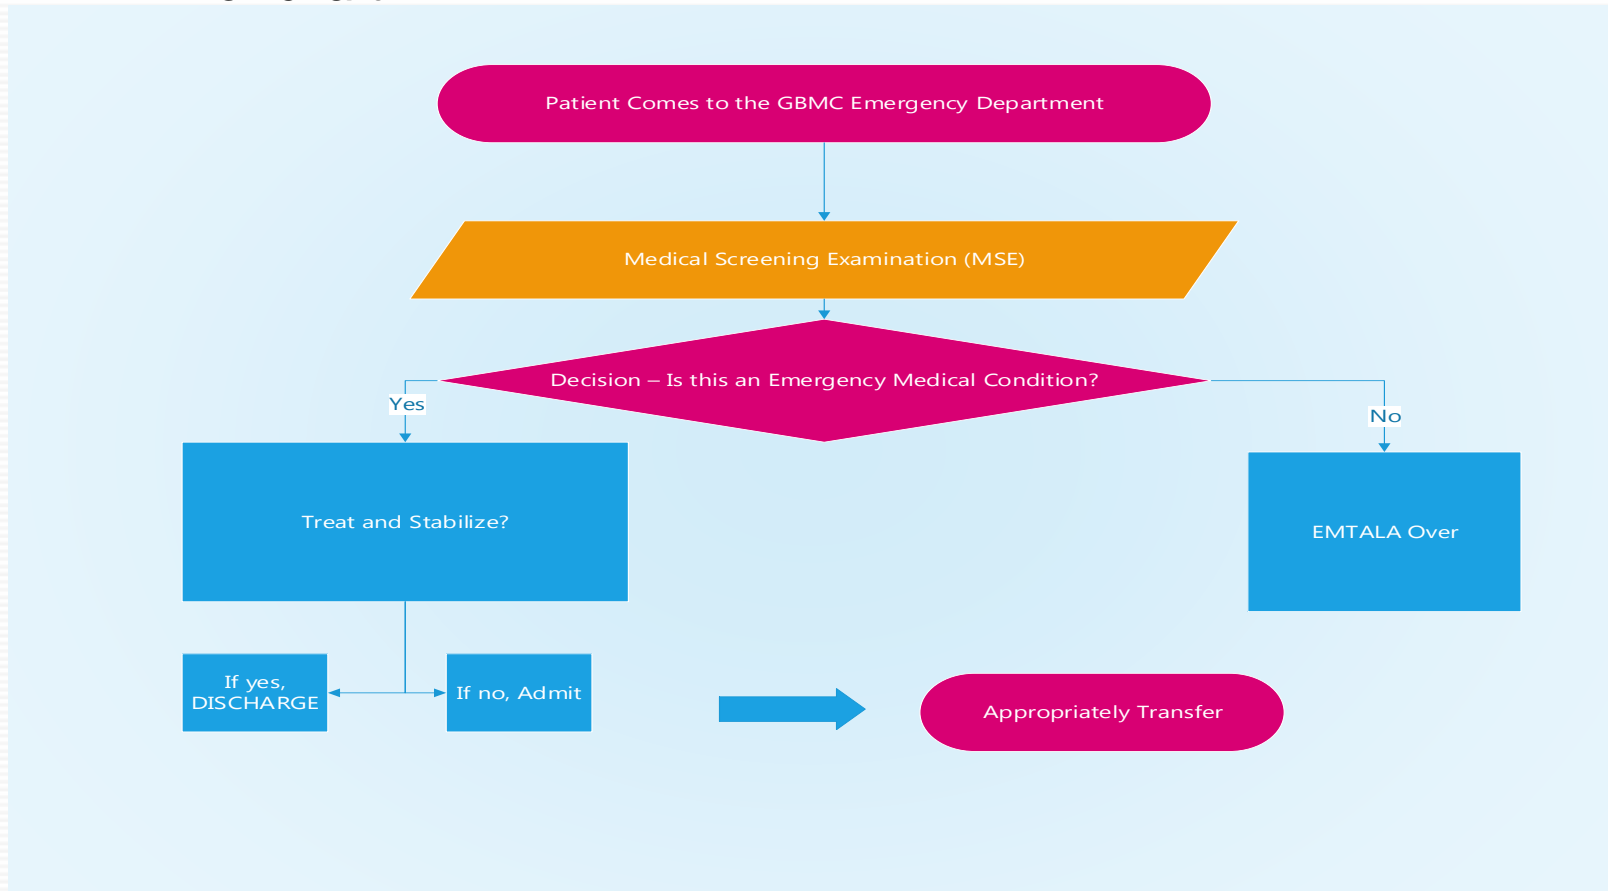 Patient Comes to the GBMC Emergency Department
Medical Screening Examination (MSE)
Decision – Is this an Emergency Medical Condition?
Yes
No
Treat and Stabilize?
EMTALA Over
If yes,
DISCHARGE
If no, Admit
Appropriately Transfer